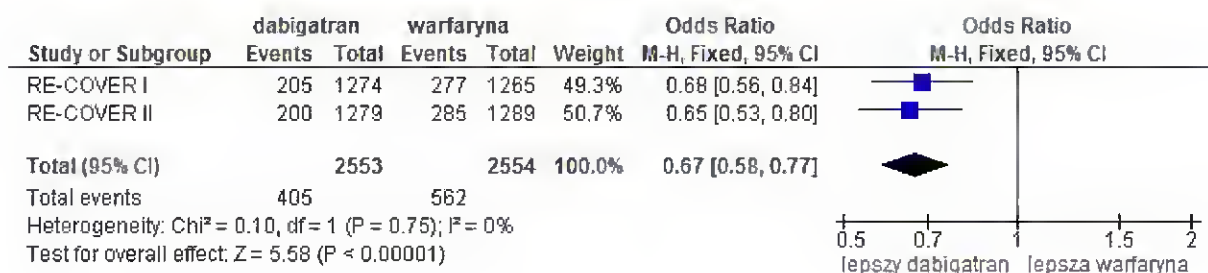 dabigatran warfaryna Odds Ratio Odds Ratio
Study or Subgroup Events Total Events Total Weight M-H, Fixed, 95% CI M-H, Fixed, 95% CI
RE-COVER I 205 1274 277 1265 49.3% 0.68 [0.56, 0.84]
RE-COVER II 200 1279 285 1289 50.7% 0.65 [0.53, 0.80]
Total (95% CI) 2553 2554 100.0% 0.67 [0.58, 0.77]
Total events 405 562
Heterogeneity: Chi² = 0.10, df = 1 (P = 0.75); I² = 0%
Test for overall effect: Z = 5.58 (P < 0.00001)
0.5 0.7 1 1.5 2
lepszy dabigatran lepsza warfaryna